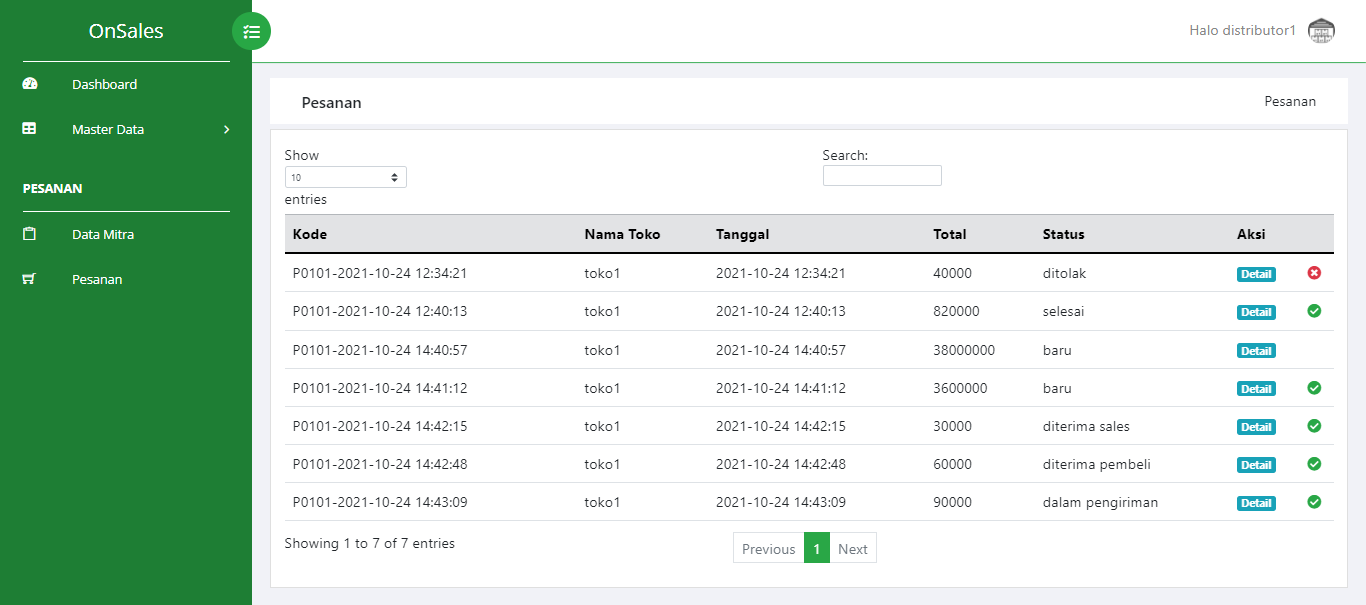 OnSales
Halo distributor1
Dashboard
Master Data
PESANAN
Data Mitra
Pesanan
Pesanan
Pesanan
Show
10
entries
Search:
Kode Nama Toko Tanggal Total Status Aksi
P0101-2021-10-24 12:34:21 toko1 2021-10-24 12:34:21 40000 ditolak Detail
P0101-2021-10-24 12:40:13 toko1 2021-10-24 12:40:13 820000 selesai Detail
P0101-2021-10-24 14:40:57 toko1 2021-10-24 14:40:57 38000000 baru Detail
P0101-2021-10-24 14:41:12 toko1 2021-10-24 14:41:12 3600000 baru Detail
P0101-2021-10-24 14:42:15 toko1 2021-10-24 14:42:15 30000 diterima sales Detail
P0101-2021-10-24 14:42:48 toko1 2021-10-24 14:42:48 60000 diterima pembeli Detail
P0101-2021-10-24 14:43:09 toko1 2021-10-24 14:43:09 90000 dalam pengiriman Detail
Showing 1 to 7 of 7 entries
Previous 1 Next